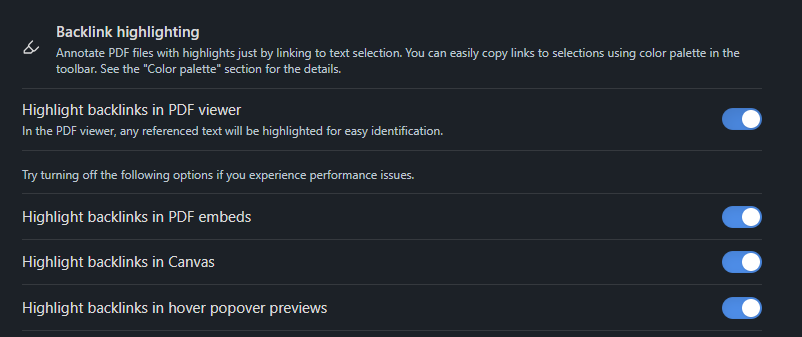 Backlink highlighting
Annotate PDF files with highlights just by linking to text selection. You can easily copy links to selections using color palette in the
toolbar. See the "Color palette" section for the details.
Highlight backlinks in PDF viewer
In the PDF viewer, any referenced text will be highlighted for easy identification.
Try turning off the following options if you experience performance issues.
Highlight backlinks in PDF embeds
Highlight backlinks in Canvas
Highlight backlinks in hover popover previews